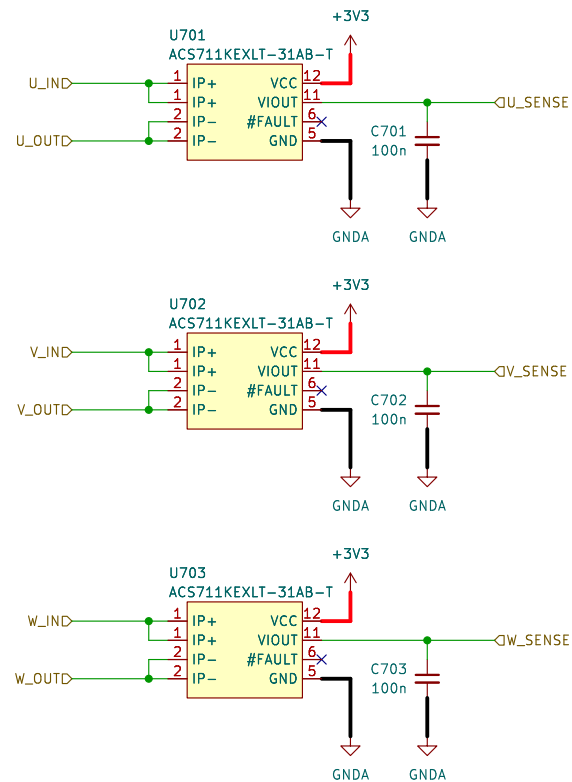 +3V3
U701
ACS711KEXLT-31AB-T
U_IN 1 IP+ VCC 12
1 IP+ VIOUT 11 U_SENSE
2 IP- #FAULT 6
U_OUT 2 IP- GND 5
C701
100n
GNDA GNDA
+3V3
U702
ACS711KEXLT-31AB-T
V_IN 1 IP+ VCC 12
1 IP+ VIOUT 11 V_SENSE
2 IP- #FAULT 6
V_OUT 2 IP- GND 5
C702
100n
GNDA GNDA
+3V3
U703
ACS711KEXLT-31AB-T
W_IN 1 IP+ VCC 12
1 IP+ VIOUT 11 W_SENSE
2 IP- #FAULT 6
W_OUT 2 IP- GND 5
C703
100n
GNDA GNDA